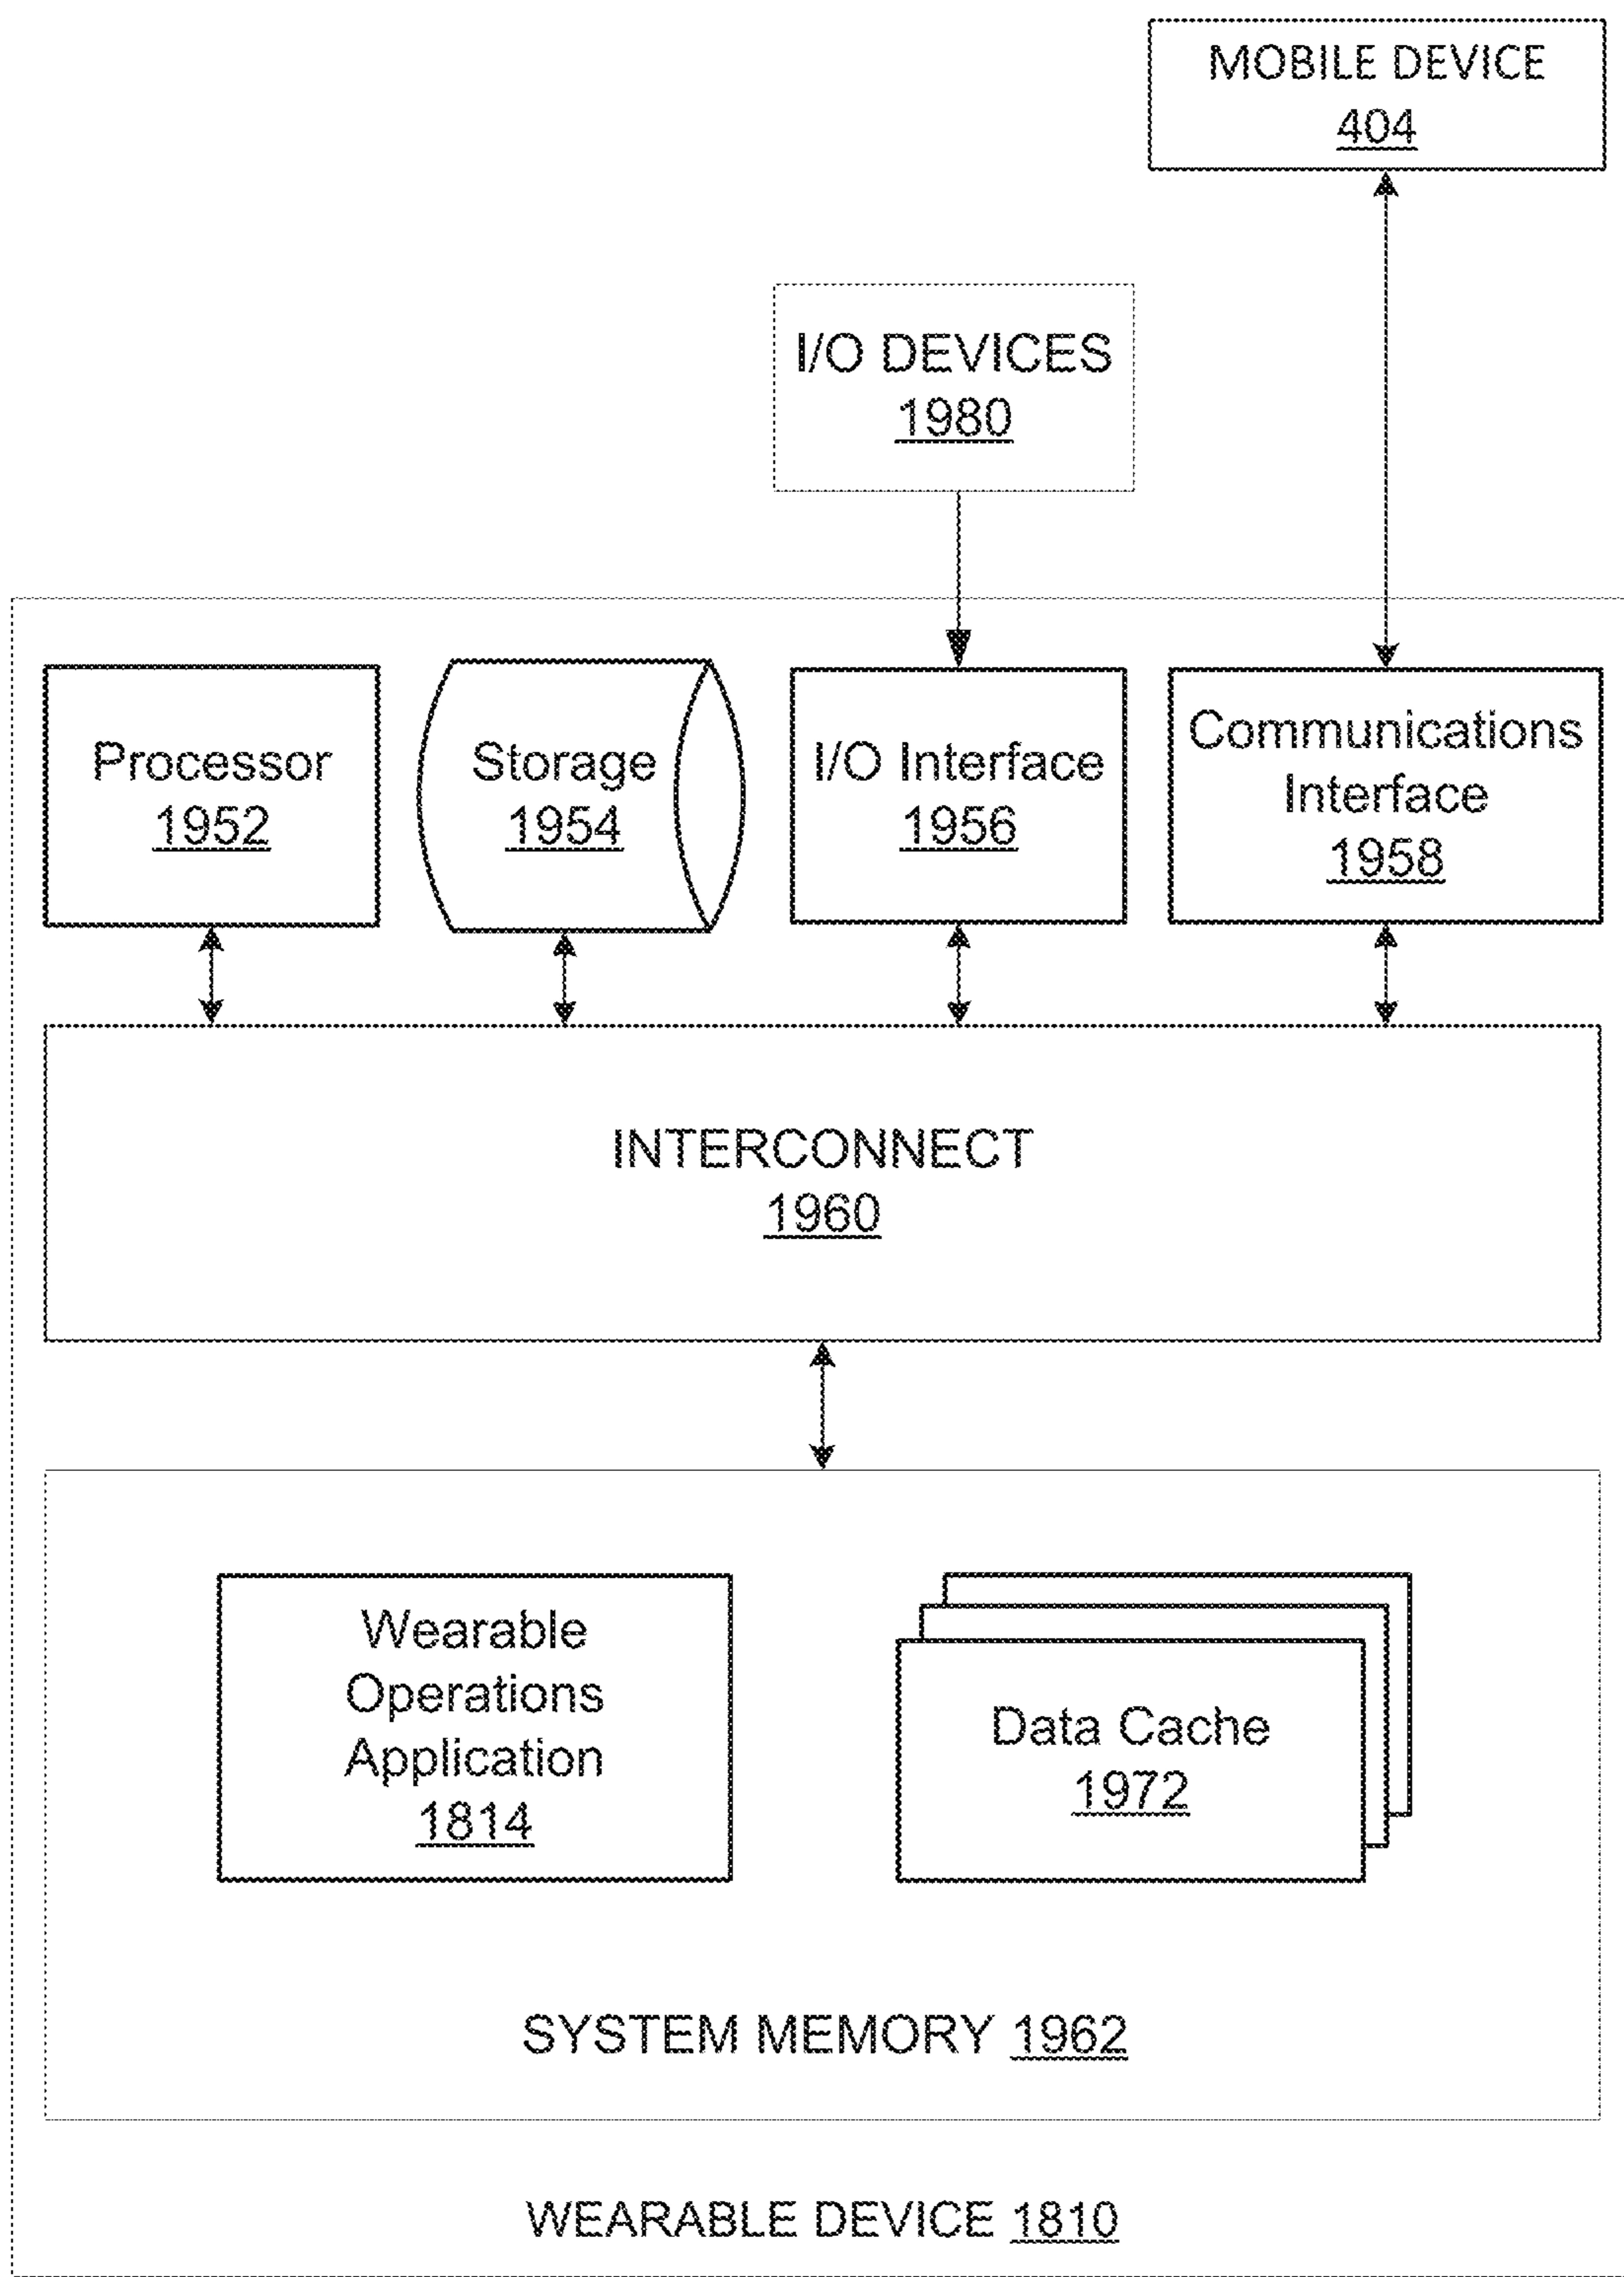 MOBILE DEVICE
404
I/O DEVICES
1980
Processor
1952
Storage
1954
I/O Interface
1956
Communications
Interface
1958
INTERCONNECT
1960
Wearable
Operations
Application
1814
Data Cache
1972
SYSTEM MEMORY 1962
WEARABLE DEVICE 1810